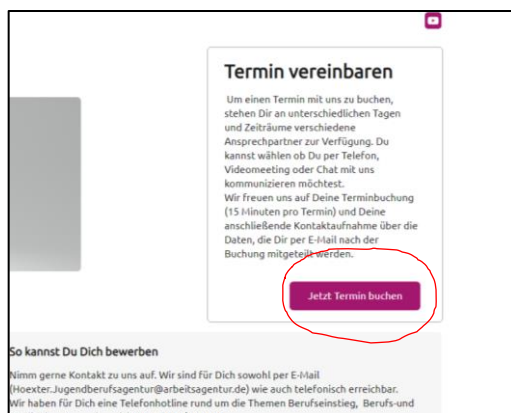 Termin vereinbaren
Um einen Termin mit uns zu buchen,
stehen Dir an unterschiedlichen Tagen
und Zeiträume verschiedene
Ansprechpartner zur Verfügung. Du
kannst wählen ob Du per Telefon,
Videomeeting oder Chat mit uns
kommunizieren möchtest.
Wir freuen uns auf Deine Terminbuchung
(15 Minuten pro Termin) und Deine
anschließende Kontaktaufnahme über die
Daten, die Dir per E-Mail nach der
Buchung mitgeteilt werden.
Jetzt Termin buchen
So kannst Du Dich bewerben
Nimm gerne Kontakt zu uns auf. Wir sind für Dich sowohl per E-Mail
(Hoexter.Jugendberufsagentur@arbeitsagentur.de) wie auch telefonisch erreichbar.
Wir haben für Dich eine Telefonhotline rund um die Themen Berufseinstieg, Berufs-und